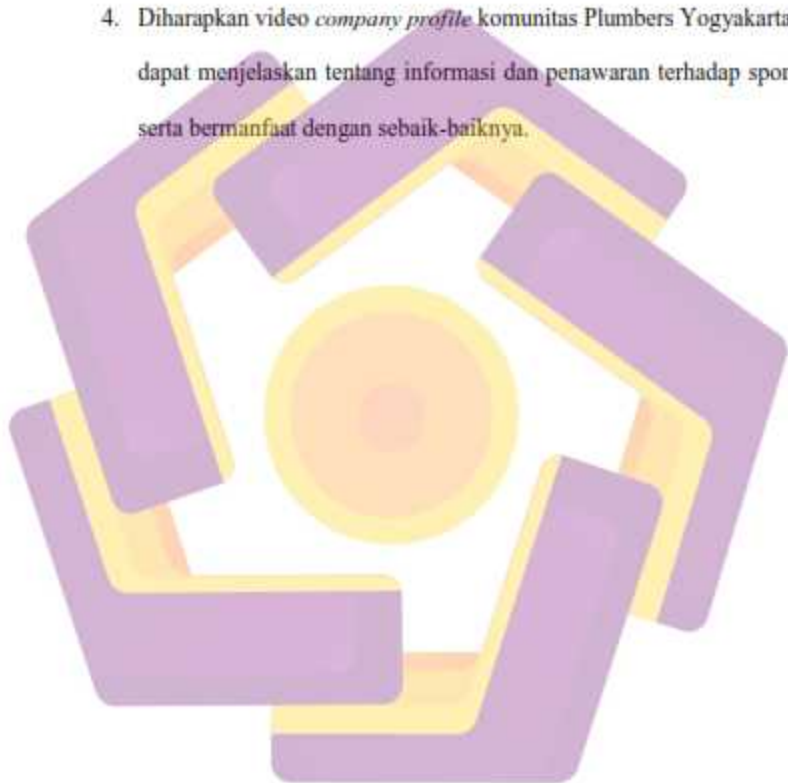 4. Diharapkan video company profile komunitas Plumbers Yogyakarta
dapat menjelaskan tentang informasi dan penawaran terhadap
serta bermanfaat dengan sebaik-baiknya.